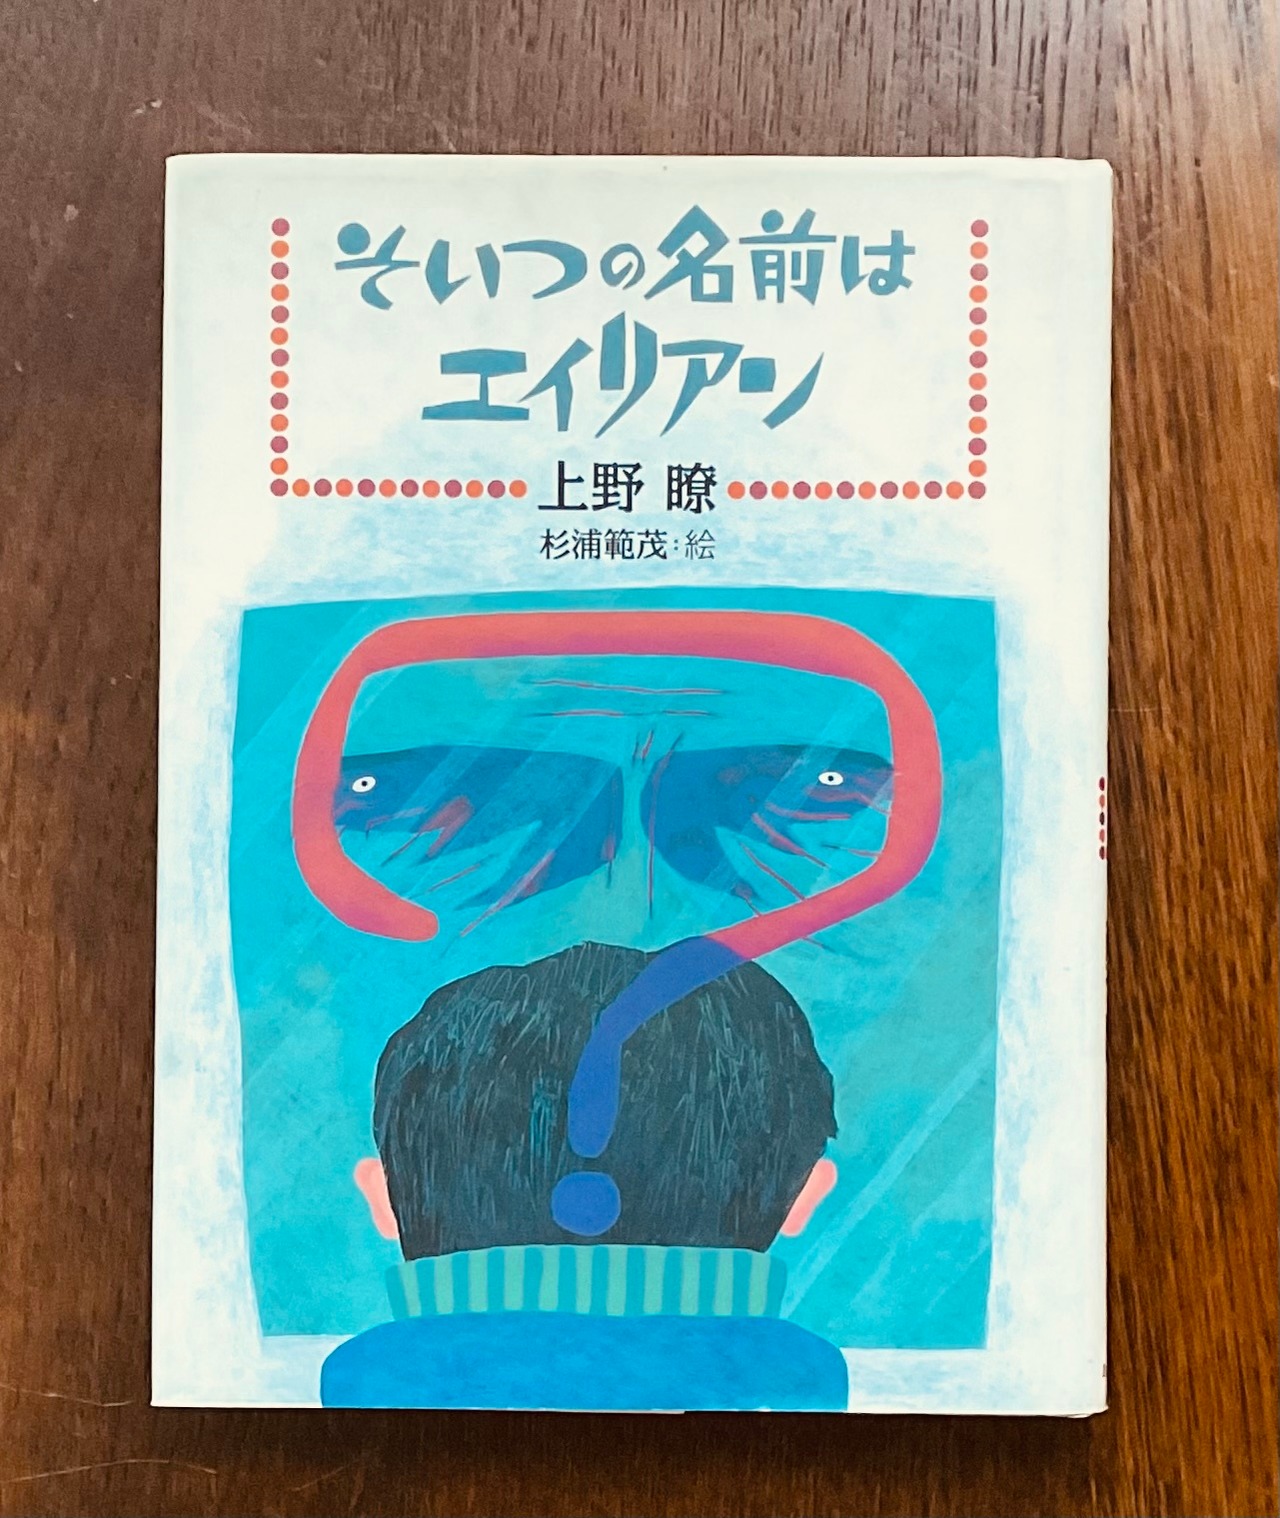 そいつの名前は
エイリアン
上野 瞭
杉浦範茂:絵